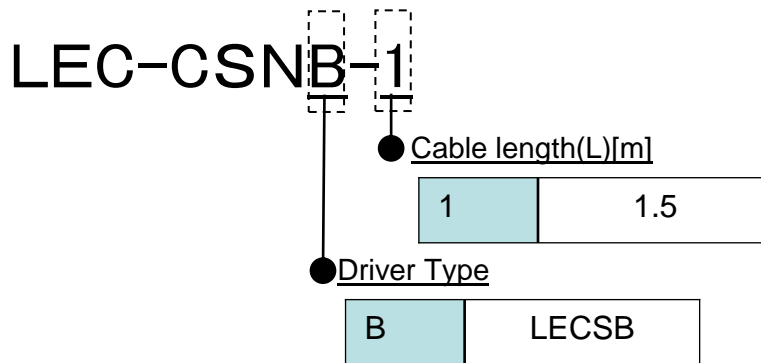 LEC-CSNB-1
Cable length(L)[m]
1 1.5
Driver Type
B LECSB